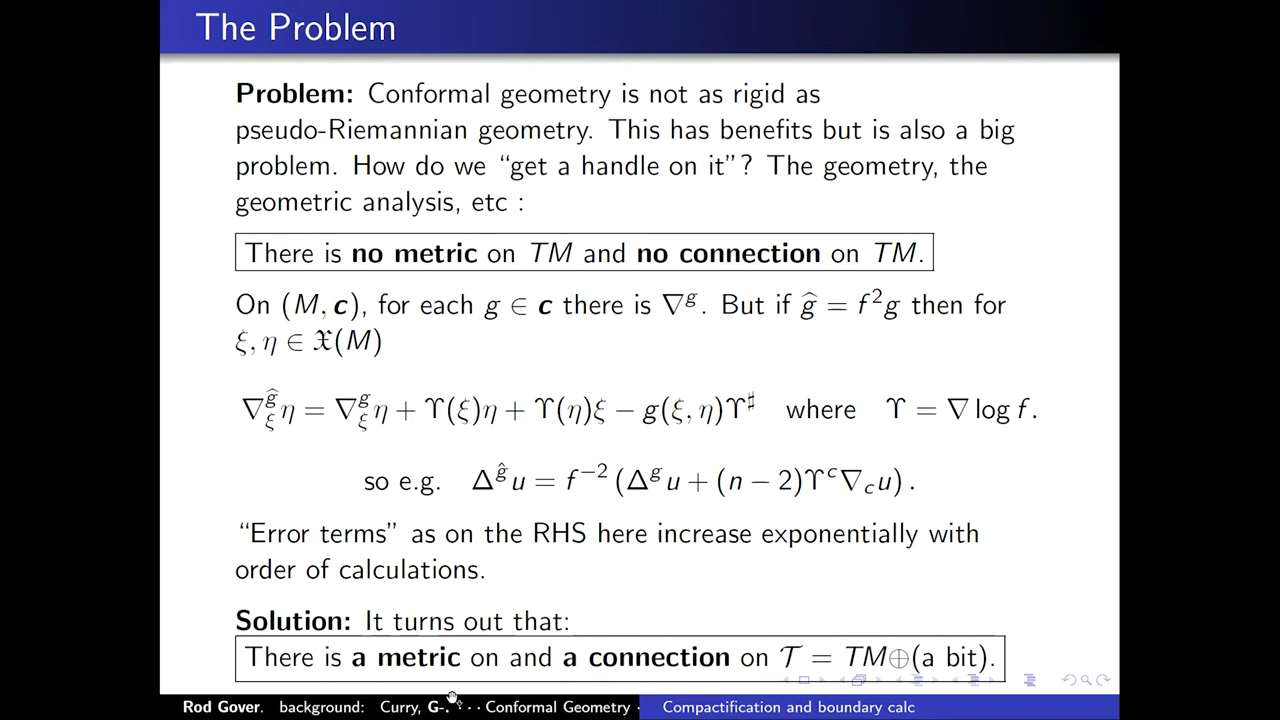 The Problem
Problem: Conformal geometry is not as rigid as
pseudo-Riemannian geometry. This has benefits but is also a big
problem. How do we “get a handle on it”? The geometry, the
geometric analysis, etc :
There is no metric on TM and no connection on TM.
On (M, c), for each g ∈ c there is ∇^g. But if ĝ = f²g then for
ξ, η ∈ 𝔛(M)
∇^ĝ_ξ η = ∇^g_ξ η + Υ(ξ)η + Υ(η)ξ − g(ξ, η)Υ^♯ where Υ = ∇ log f.
so e.g. Δ^ĝ u = f^{−2} (Δ^g u + (n − 2)Υ^c ∇_c u) .
“Error terms” as on the RHS here increase exponentially with
order of calculations.
Solution: It turns out that:
There is a metric on and a connection on 𝒯 = TM⊕(a bit).
Rod Gover. background: Curry, G-. · · · Conformal Geometry · Compactification and boundary calc